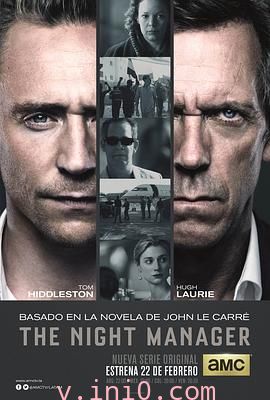 TOM
HIDDLESTON
HUGH
LAURIE
BASADO EN LA NOVELA DE JOHN LE CARRÉ
THE NIGHT MANAGER
NUEVA SERIE ORIGINAL
ESTRENA 22 DE FEBRERO
aMC
v.ini0.com